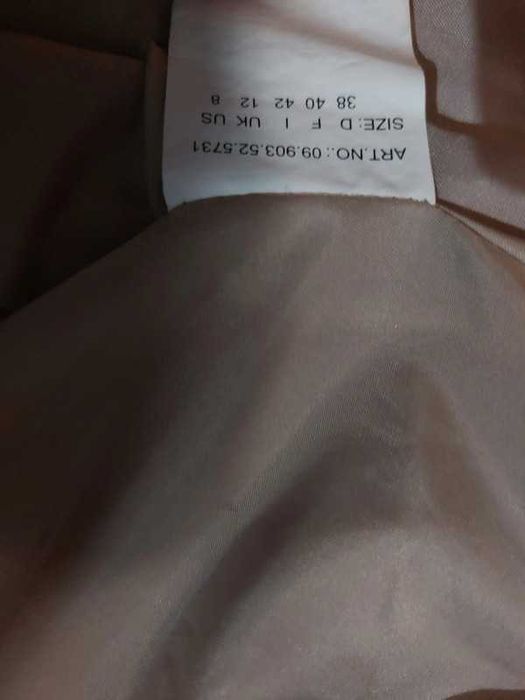 ART.NO.: 09.903.52.5731
SIZE: D F I UK US
38 40 42 12 8